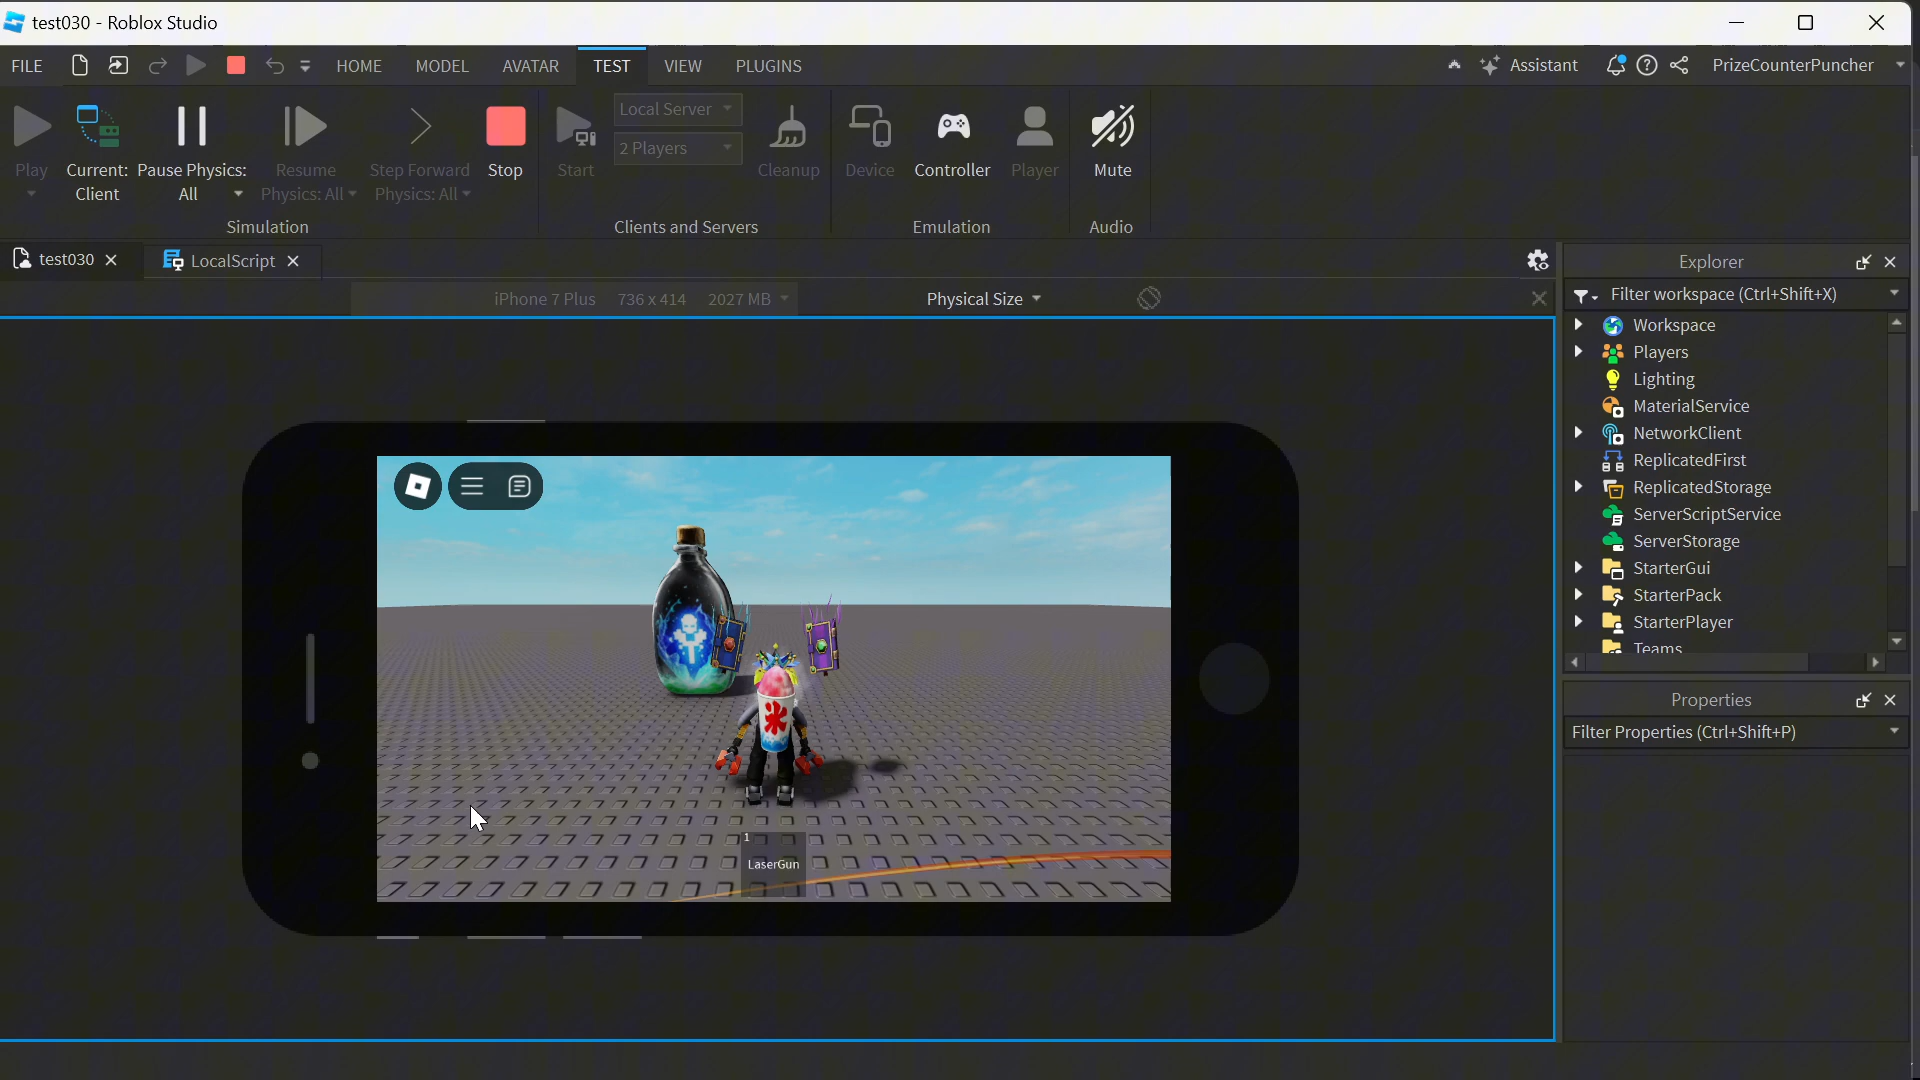 test030 - Roblox Studio
FILE HOME MODEL AVATAR TEST VIEW PLUGINS Assistant PrizeCounterPuncher
Play
Current:
Client
Pause Physics:
All
Resume
Physics: All
Step Forward
Physics: All
Stop
Simulation
Start
Local Server
2 Players
Cleanup
Clients and Servers
Device
Controller
Player
Emulation
Mute
Audio
test030
LocalScript
iPhone 7 Plus 736 x 414 2027 MB
Physical Size
氷
1
LaserGun
Explorer
Filter workspace (Ctrl+Shift+X)
Workspace
Players
Lighting
MaterialService
NetworkClient
ReplicatedFirst
ReplicatedStorage
ServerScriptService
ServerStorage
StarterGui
StarterPack
StarterPlayer
Teams
Properties
Filter Properties (Ctrl+Shift+P)